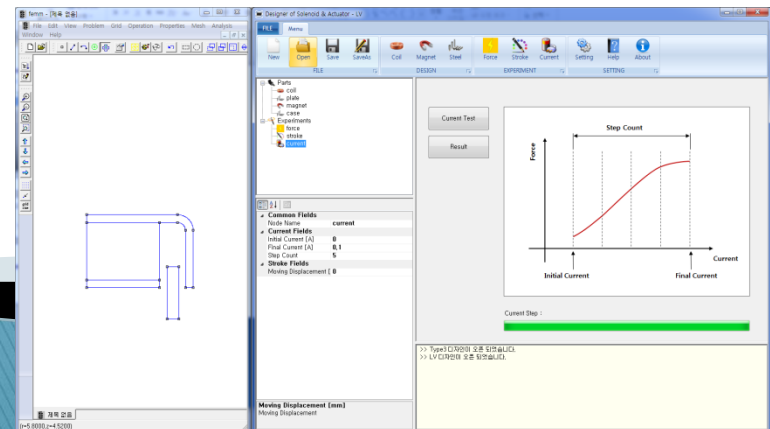 femm - [제목 없음]
File Edit View Problem Grid Operation Properties Mesh Analysis
Window Help
제목 없음
(r=5.8000,z=4.5200)
Designer of Solenoid & Actuator - LV
FILE Menu
New Open Save SaveAs Coil Magnet Steel Force Stroke Current Setting Help About
FILE DESIGN EXPERIMENT SETTING
Parts
coil
plate
magnet
case
Experiments
force
stroke
current
Common Fields
Node Name current
Current Fields
Initial Current [A] 0
Final Current [A] 0,1
Step Count 5
Stroke Fields
Moving Displacement [ 0
Moving Displacement [mm]
Moving Displacement
Current Test
Result
Step Count
Force
Current
Initial Current Final Current
Current Step :
>> Type3 디자인이 오픈 되었습니다.
>> LV 디자인이 오픈 되었습니다.